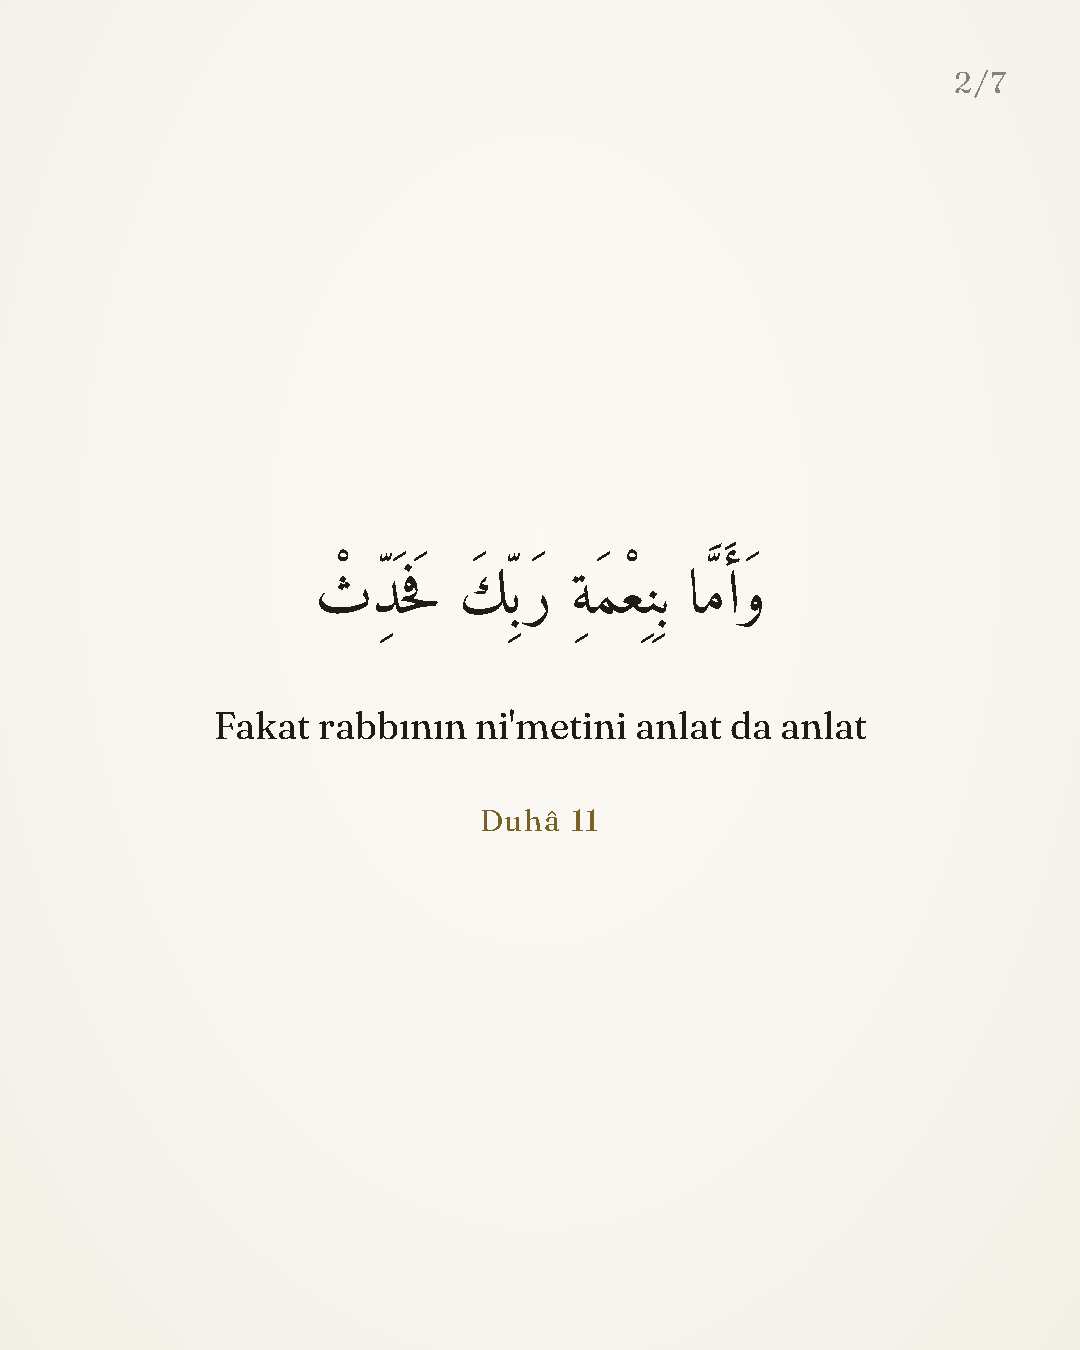 2/7
وَأَمَّا بِنِعْمَةِ رَبِّكَ فَحَدِّثْ
Fakat rabbının ni'metini anlat da anlat
Duhâ 11